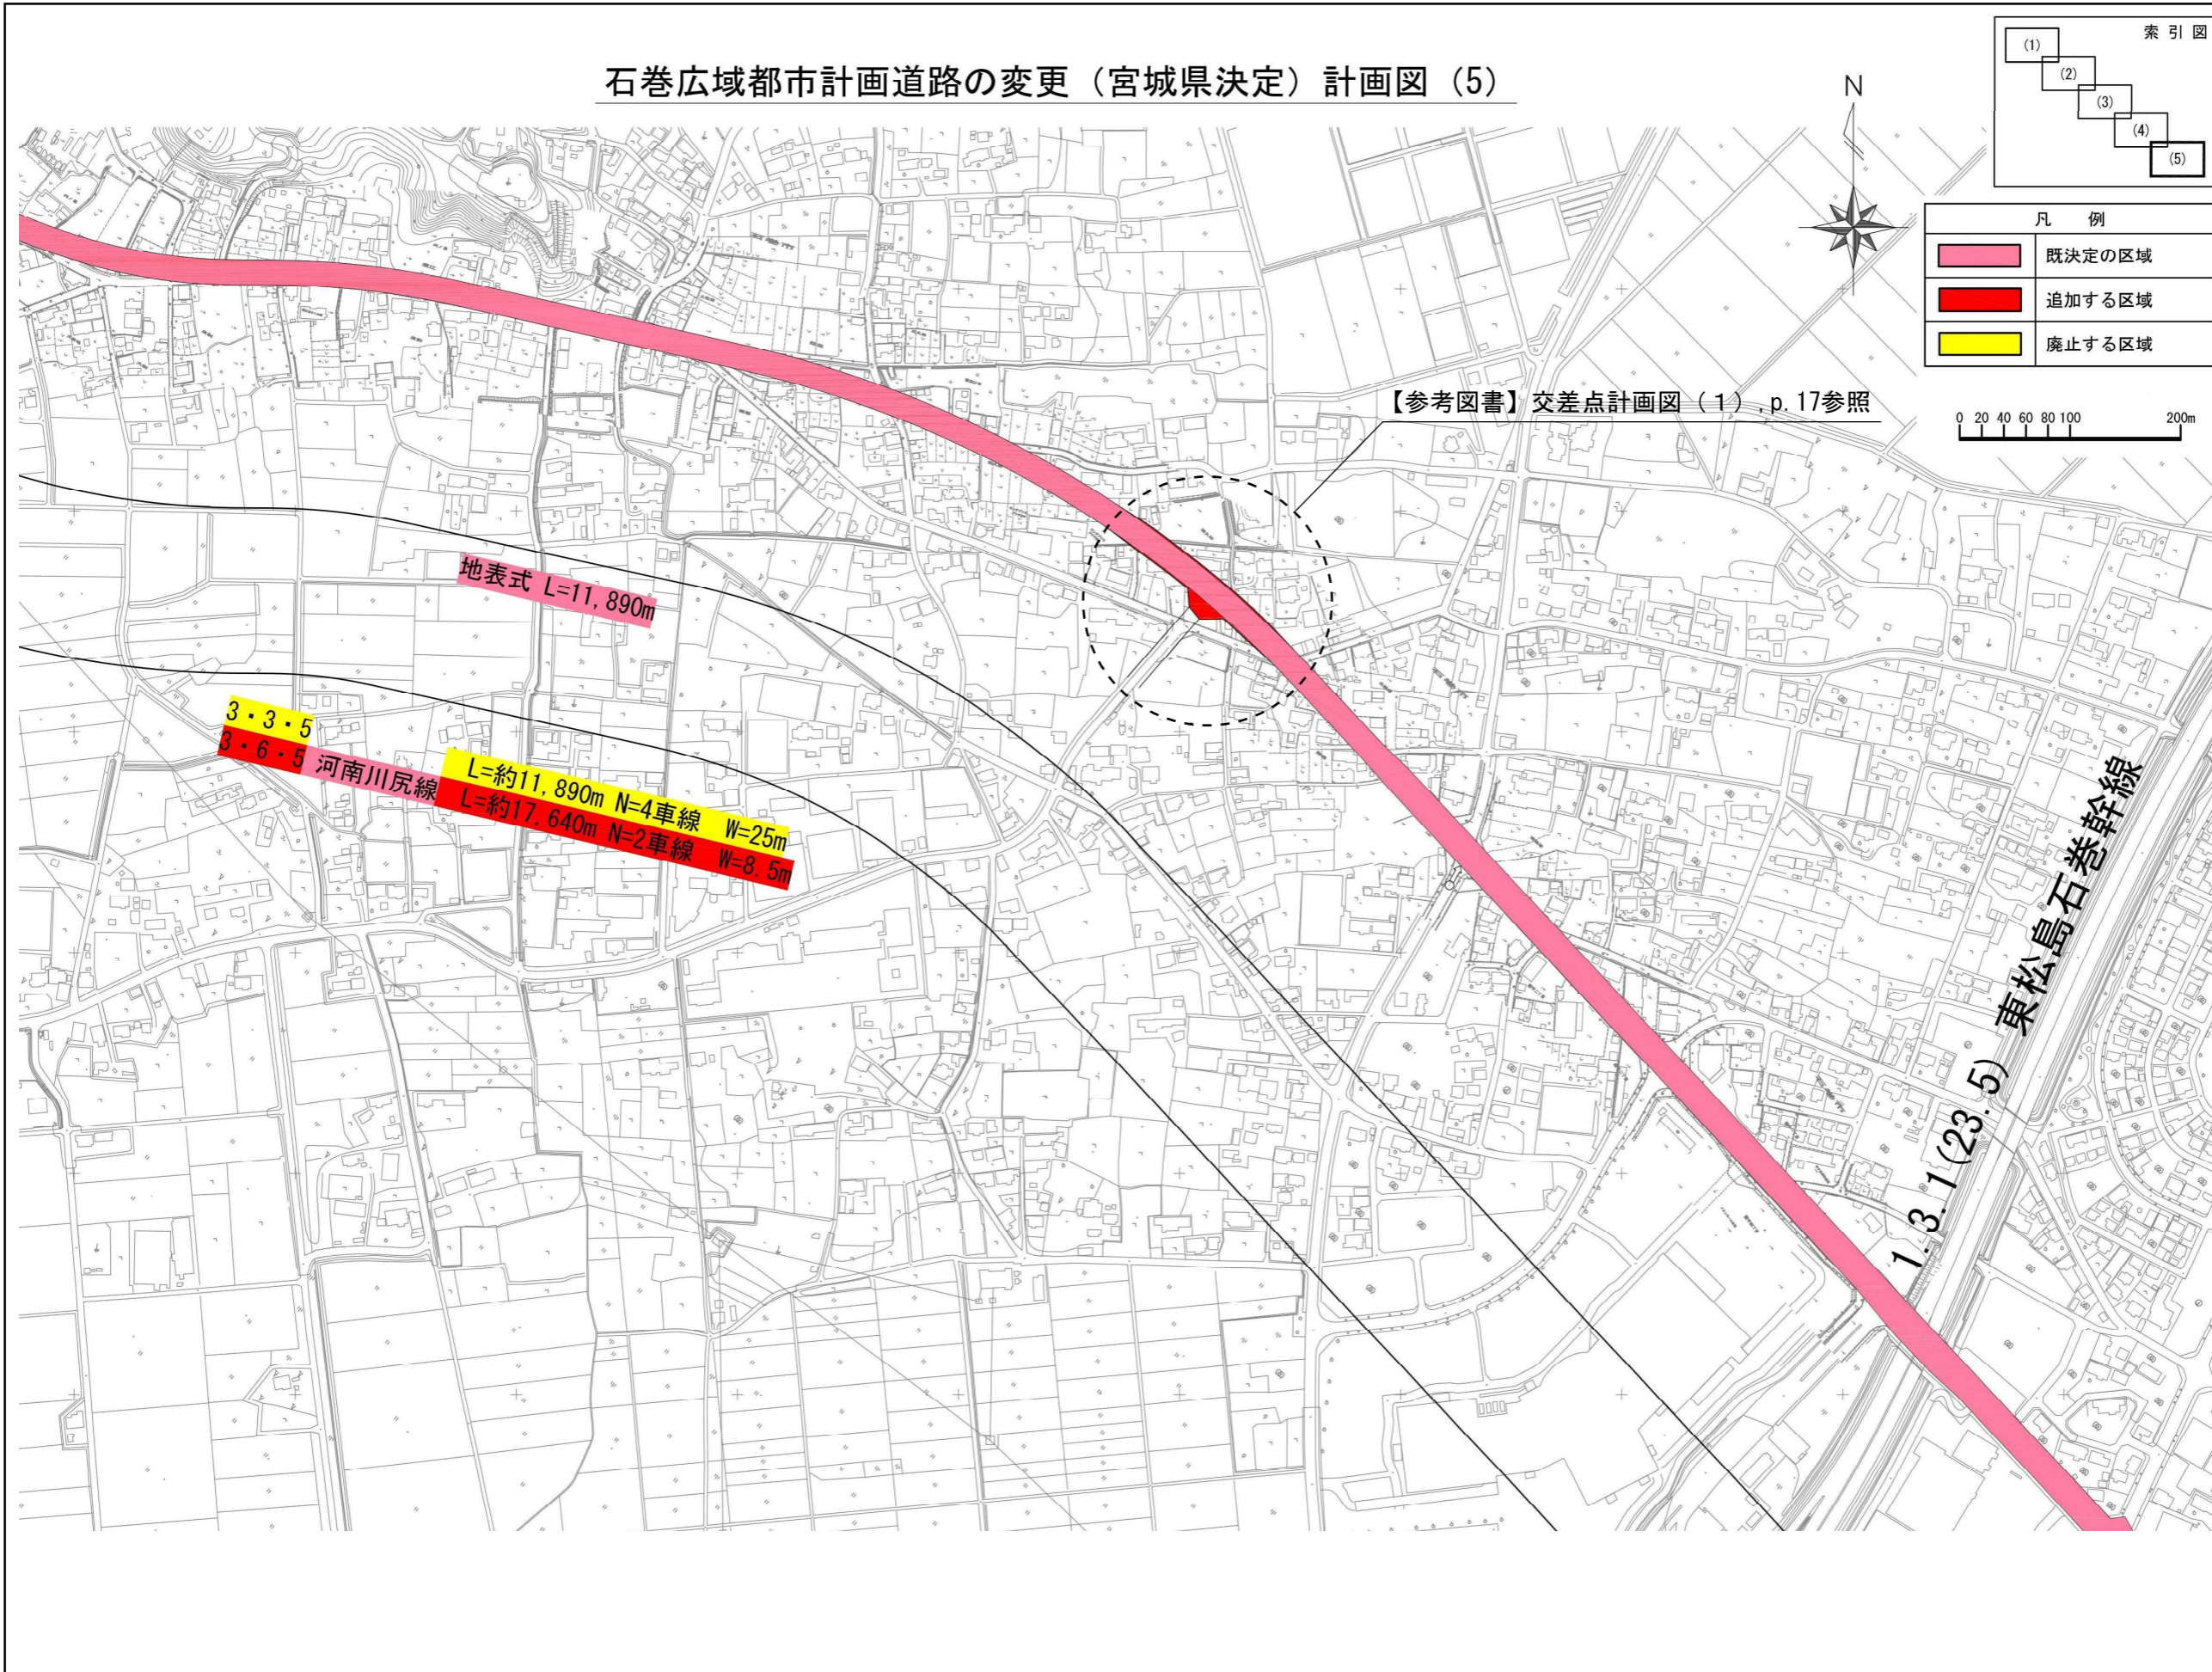 石巻広域都市計画道路の変更（宮城県決定）計画図（5）
索引図
(1)
(2)
(3)
(4)
(5)
N
凡 例
既決定の区域
追加する区域
廃止する区域
【参考図書】交差点計画図（１）,p.17参照
0 20 40 60 80 100 200m
地表式 L=11,890m
3・3・5
3・6・5 河南川尻線
L=約11,890m N=4車線 W=25m
L=約17.640m N=2車線 W=8.5m
1.3.1(23.5) 東松島石巻幹線